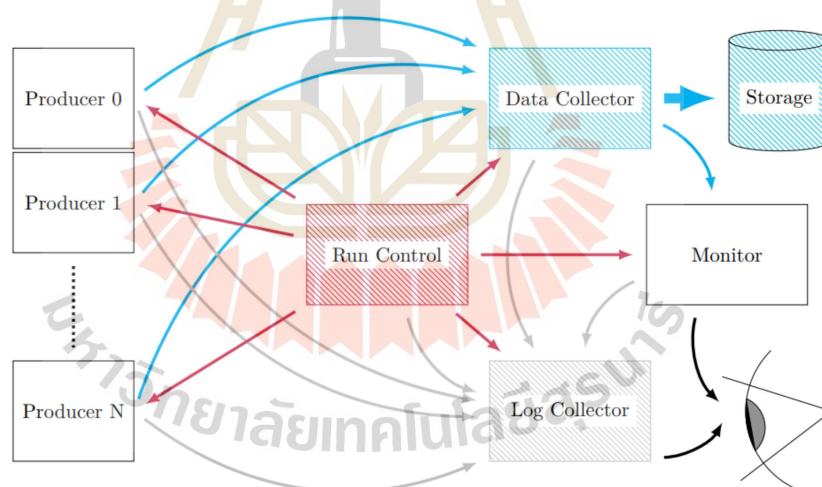 Producer 0
Data Collector
Storage
Producer 1
Run Control
Monitor
Producer N
Log Collector
มหาวิทยาลัยเทคโนโลยีสุรนารี